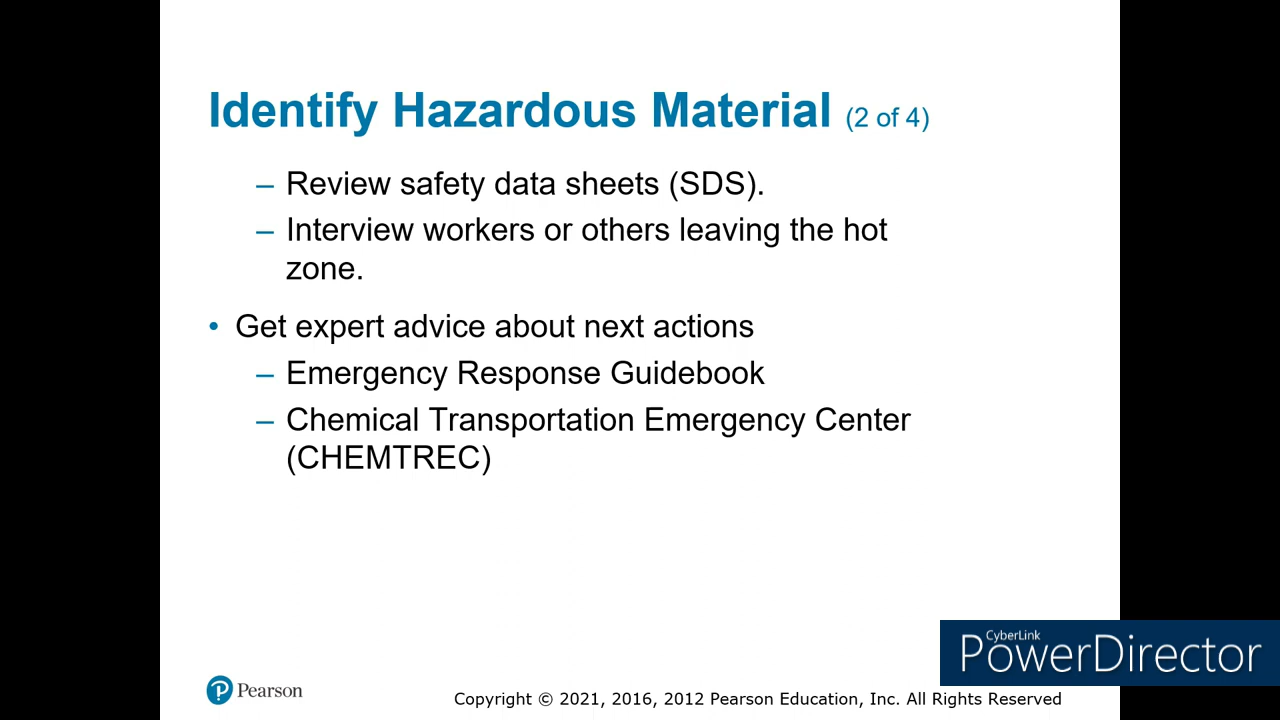 Identify Hazardous Material (2 of 4)
– Review safety data sheets (SDS).
– Interview workers or others leaving the hot
zone.
• Get expert advice about next actions
– Emergency Response Guidebook
– Chemical Transportation Emergency Center
(CHEMTREC)
CyberLink
PowerDirector
Pearson
Copyright © 2021, 2016, 2012 Pearson Education, Inc. All Rights Reserved